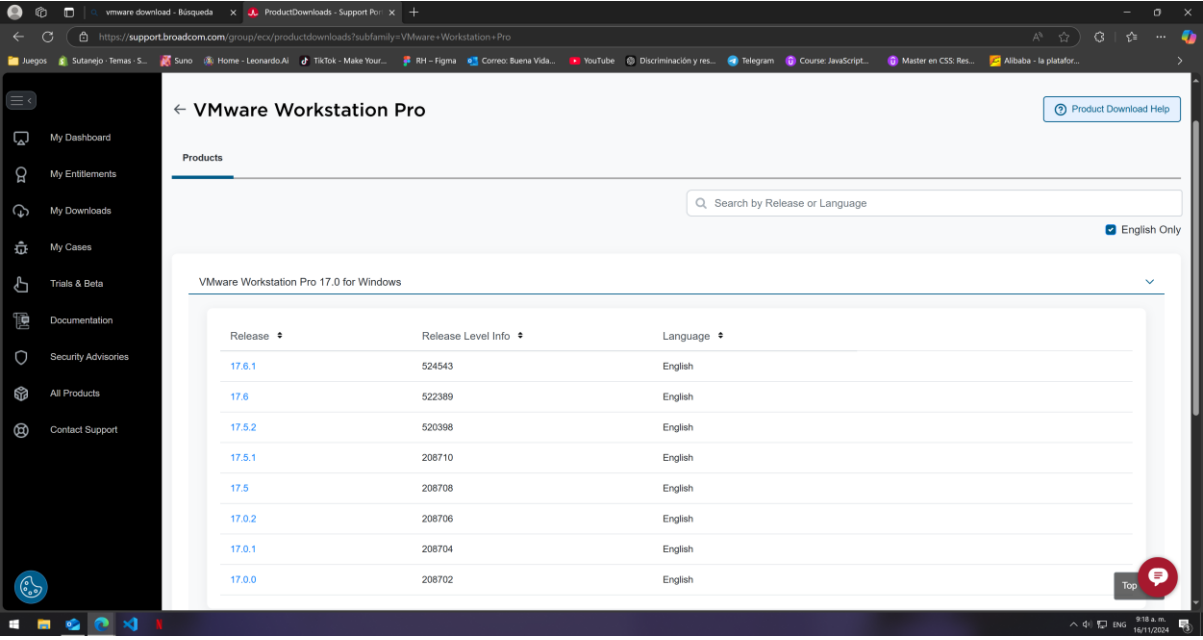 vmware download - Búsqueda
ProductDownloads - Support Por
https://support.broadcom.com/group/ecx/productdownloads?subfamily=VMware+Workstation+Pro
Juegos
Sutanejo · Temas · S...
Suno
Home - Leonardo.Ai
TikTok - Make Your...
RH – Figma
Correo: Buena Vida...
YouTube
Discriminación y res...
Telegram
Course: JavaScript...
Master en CSS: Res...
Alibaba - la platafor...
VMware Workstation Pro
Product Download Help
My Dashboard
My Entitlements
My Downloads
My Cases
Trials & Beta
Documentation
Security Advisories
All Products
Contact Support
Products
Search by Release or Language
English Only
VMware Workstation Pro 17.0 for Windows
Release Release Level Info Language
17.6.1 524543 English
17.6 522389 English
17.5.2 520398 English
17.5.1 208710 English
17.5 208708 English
17.0.2 208706 English
17.0.1 208704 English
17.0.0 208702 English
Top
ENG
9:18 a. m.
16/11/2024